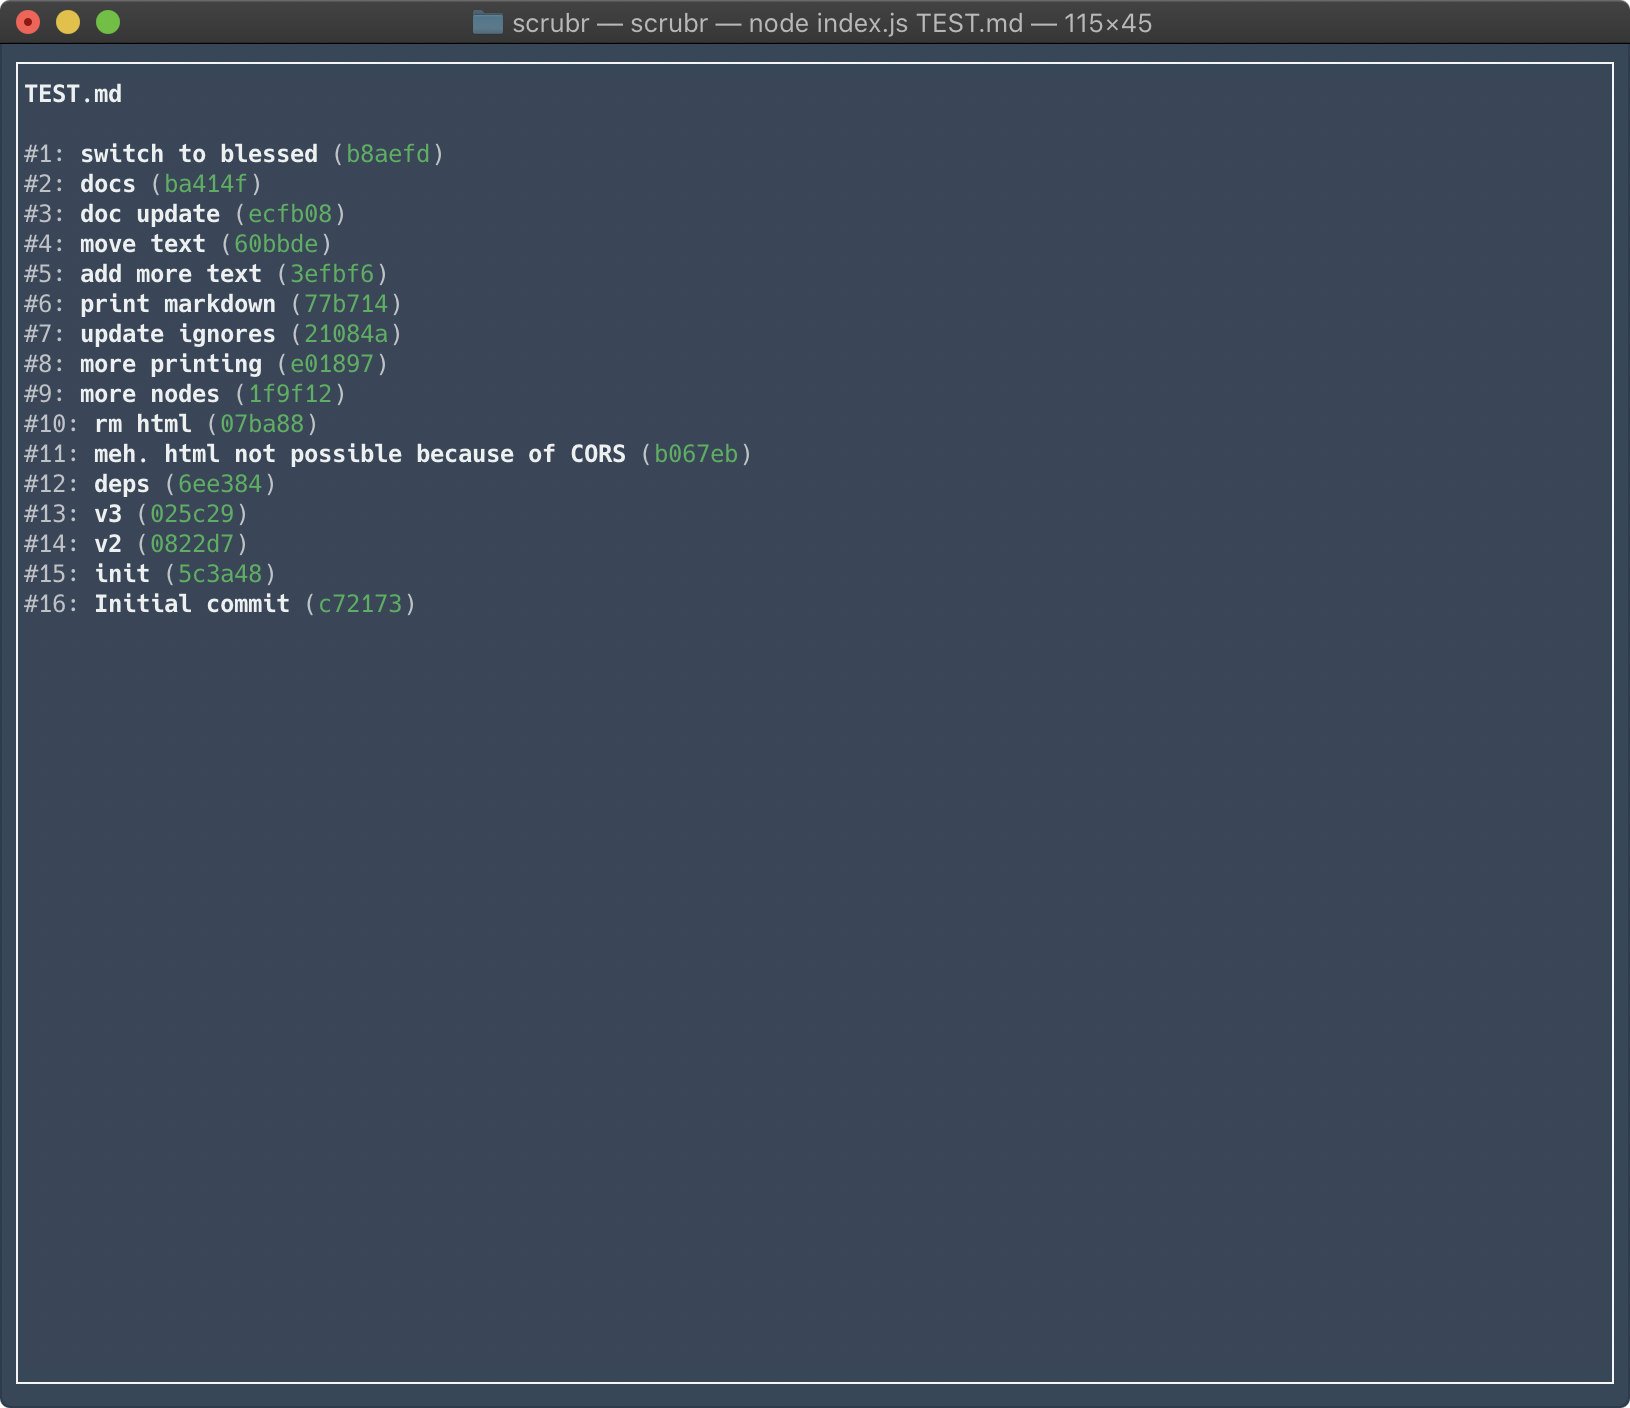 scrubr — scrubr — node index.js TEST.md — 115×45
TEST.md
#1: switch to blessed (b8aefd)
#2: docs (ba414f)
#3: doc update (ecfb08)
#4: move text (60bbde)
#5: add more text (3efbf6)
#6: print markdown (77b714)
#7: update ignores (21084a)
#8: more printing (e01897)
#9: more nodes (1f9f12)
#10: rm html (07ba88)
#11: meh. html not possible because of CORS (b067eb)
#12: deps (6ee384)
#13: v3 (025c29)
#14: v2 (0822d7)
#15: init (5c3a48)
#16: Initial commit (c72173)